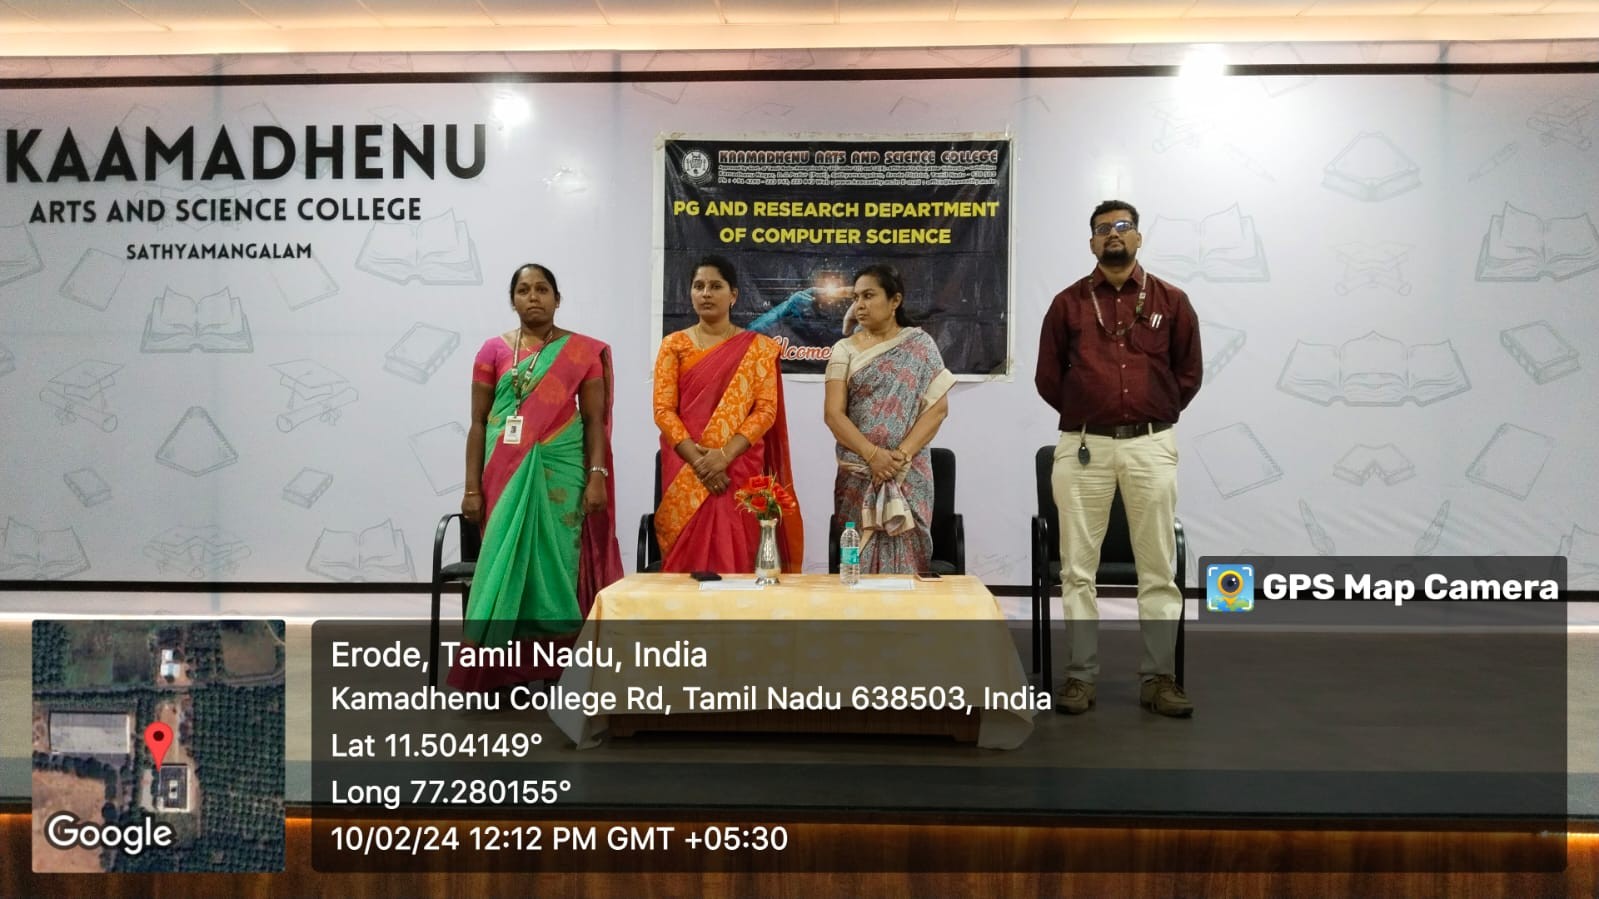 KAAMADHENU
ARTS AND SCIENCE COLLEGE
SATHYAMANGALAM
KAAMADHENU ARTS AND SCIENCE COLLEGE
PG AND RESEARCH DEPARTMENT
OF COMPUTER SCIENCE
GPS Map Camera
Erode, Tamil Nadu, India
Kamadhenu College Rd, Tamil Nadu 638503, India
Lat 11.504149°
Long 77.280155°
10/02/24 12:12 PM GMT +05:30
Google